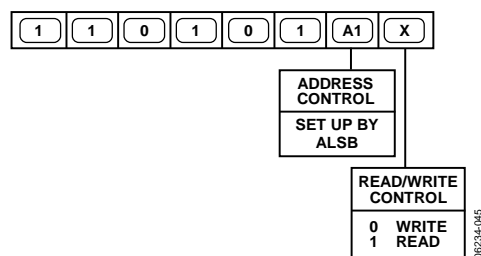 1 1 0 1 0 1 A1 X
ADDRESS
CONTROL
SET UP BY
ALSB
READ/WRITE
CONTROL
0 WRITE
1 READ
06234-045